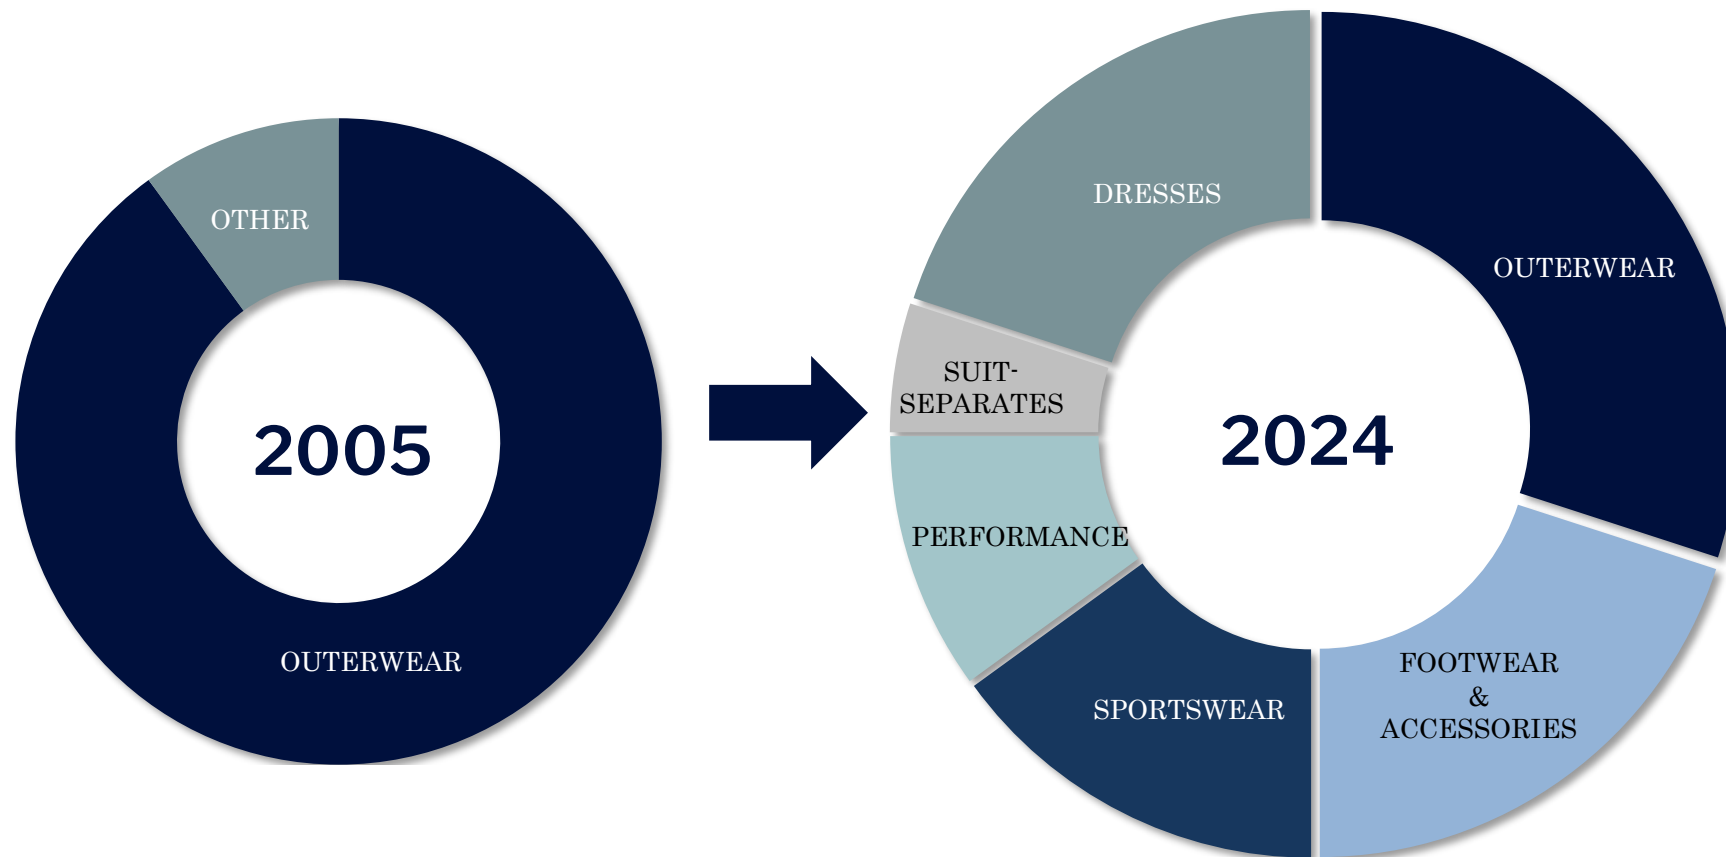 OTHER
2005
OUTERWEAR
DRESSES
OUTERWEAR
SUIT-
SEPARATES
2024
PERFORMANCE
SPORTSWEAR
FOOTWEAR
&
ACCESSORIES